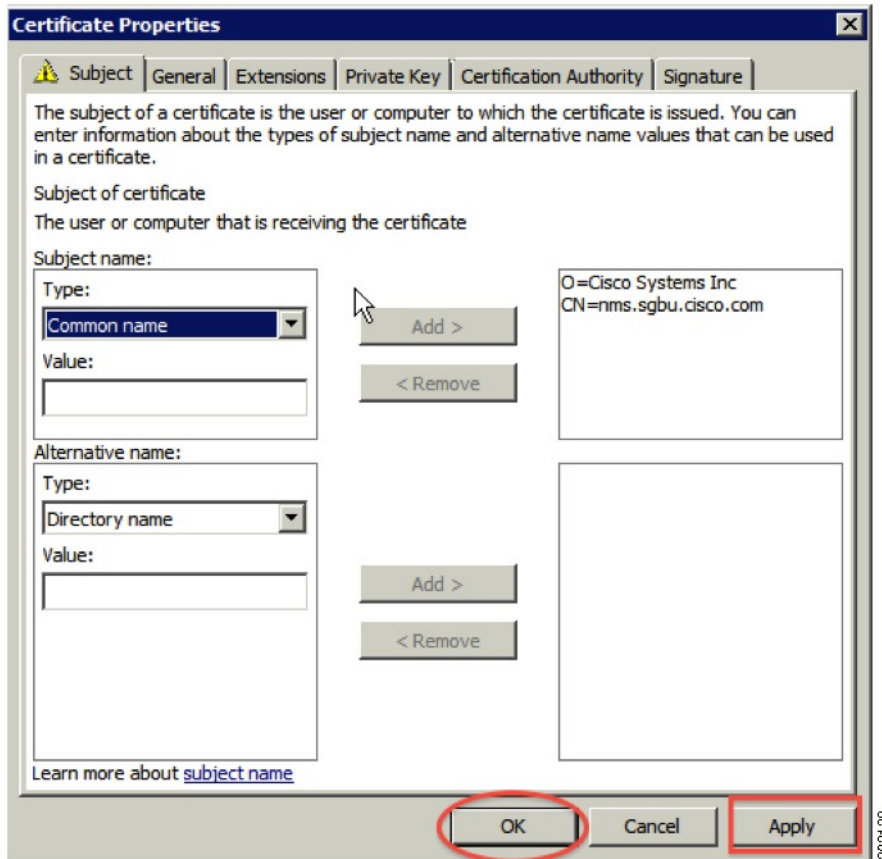 Certificate Properties
Subject General Extensions Private Key Certification Authority Signature
The subject of a certificate is the user or computer to which the certificate is issued. You can
enter information about the types of subject name and alternative name values that can be used
in a certificate.
Subject of certificate
The user or computer that is receiving the certificate
Subject name:
Type:
Common name
Value:
Add >
< Remove
O=Cisco Systems Inc
CN=nms.sgbu.cisco.com
Alternative name:
Type:
Directory name
Value:
Add >
< Remove
Learn more about subject name
OK Cancel Apply